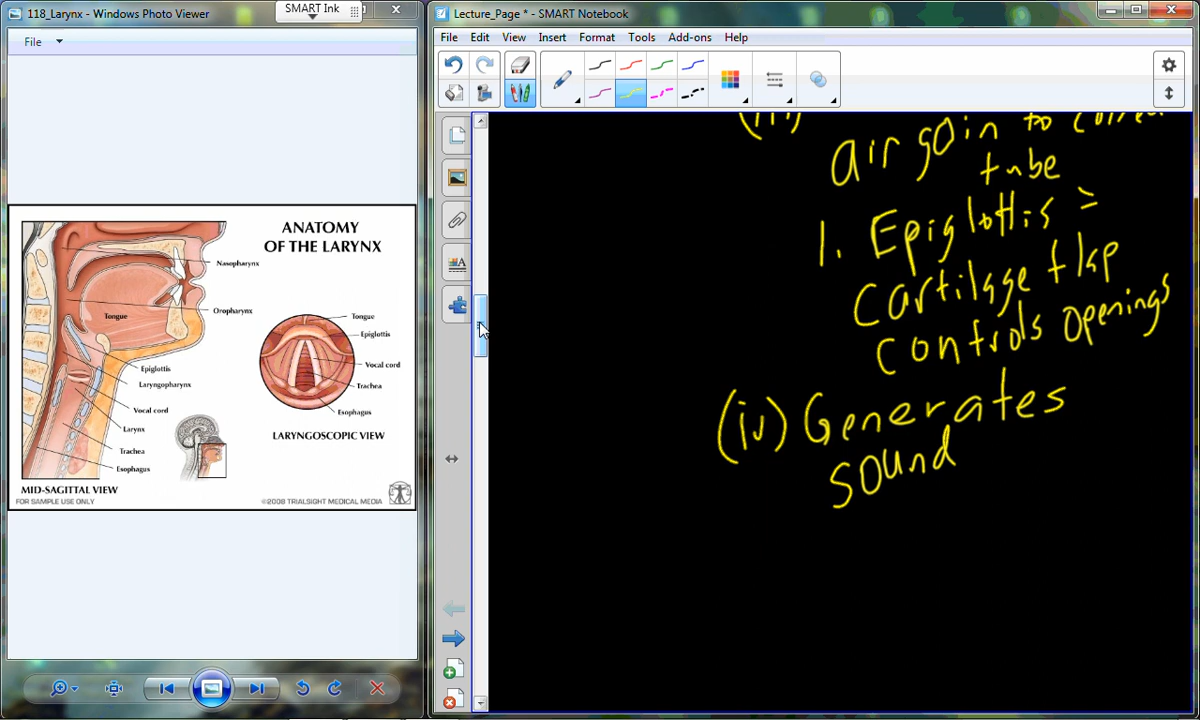 118_Larynx - Windows Photo Viewer
SMART Ink
File
ANATOMY
OF THE LARYNX
Nasopharynx
Oropharynx
Tongue
Epiglottis
Laryngopharynx
Vocal cord
Larynx
Trachea
Esophagus
MID-SAGITTAL VIEW
FOR SAMPLE USE ONLY
Tongue
Epiglottis
Vocal cord
Trachea
Esophagus
LARYNGOSCOPIC VIEW
©2008 TRIALSIGHT MEDICAL MEDIA
Lecture_Page * - SMART Notebook
File Edit View Insert Format Tools Add-ons Help
(iii)
air goin to
tube
1. Epiglottis =
Cartilage flap
controls openings
(iv) Generates
sound